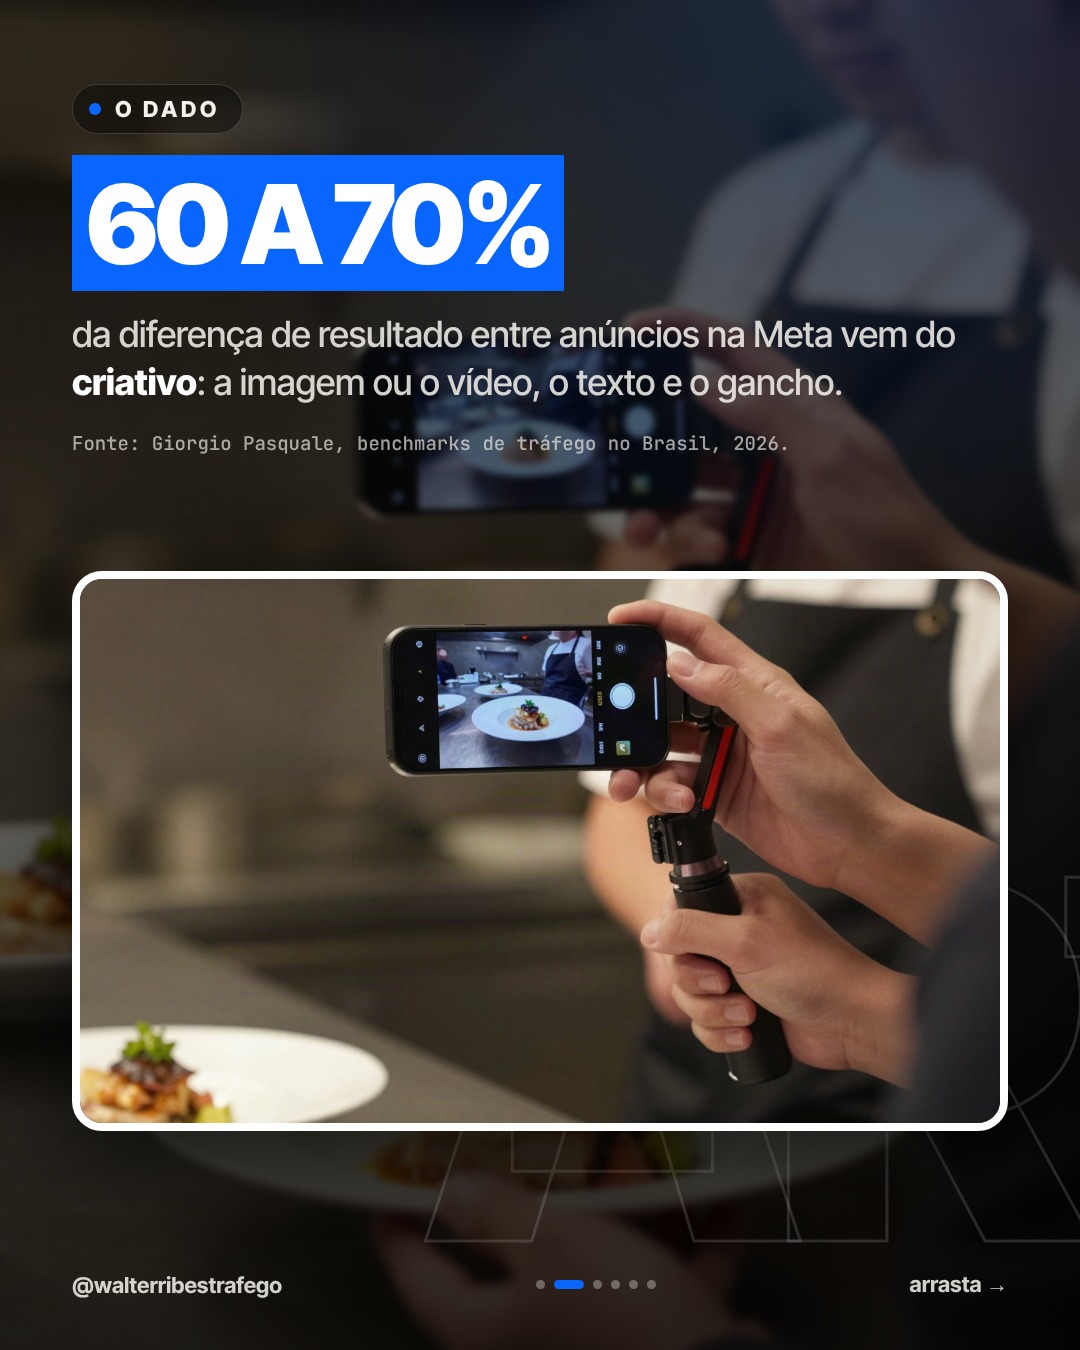 O DADO
60 A 70%
da diferença de resultado entre anúncios na Meta vem do
criativo: a imagem ou o vídeo, o texto e o gancho.
Fonte: Giorgio Pasquale, benchmarks de tráfego no Brasil, 2026.
@walterribestrafego
arrasta →